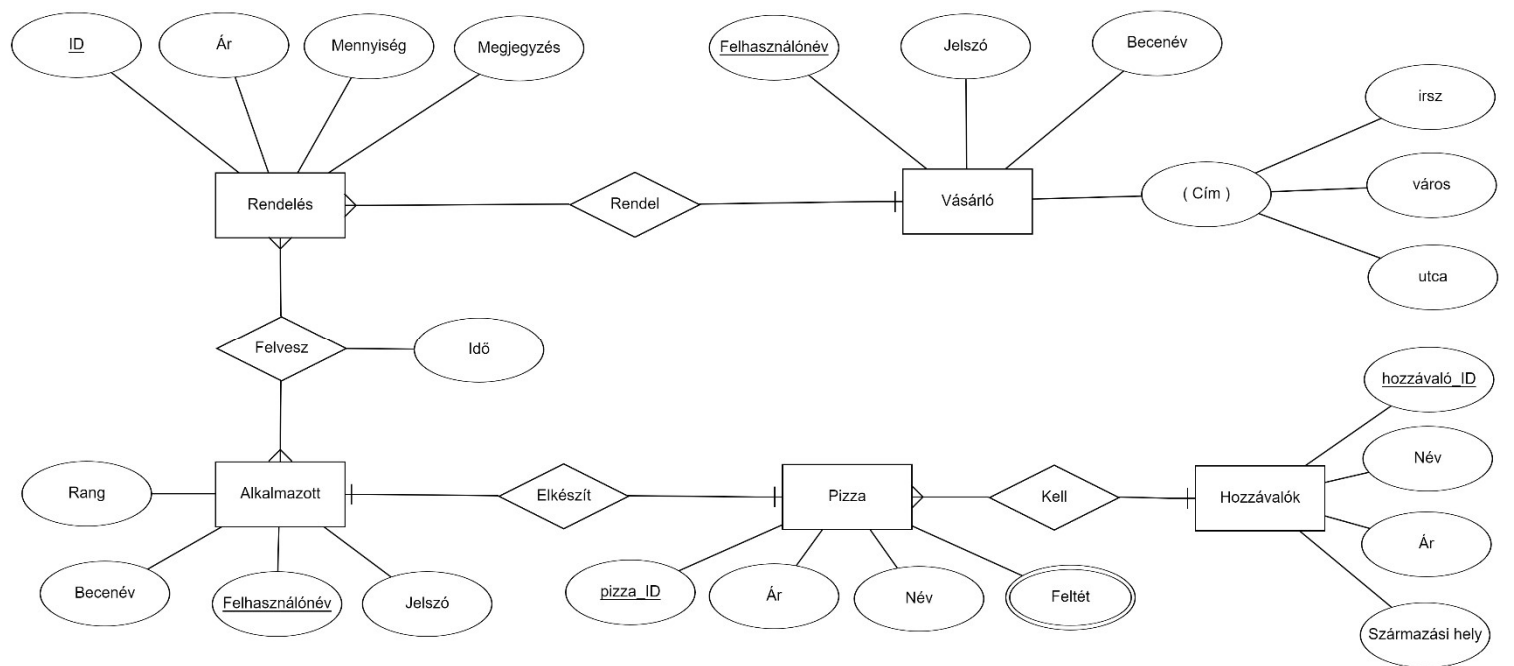 ID
Ár
Mennyiség
Megjegyzés
Felhasználónév
Jelszó
Becenév
irsz
Rendelés
Rendel
Vásárló
( Cím )
város
utca
Felvesz
Idő
hozzávaló_ID
Név
Rang
Alkalmazott
Elkészít
Pizza
Kell
Hozzávalók
Ár
Becenév
Felhasználónév
Jelszó
pizza_ID
Ár
Név
Feltét
Származási hely